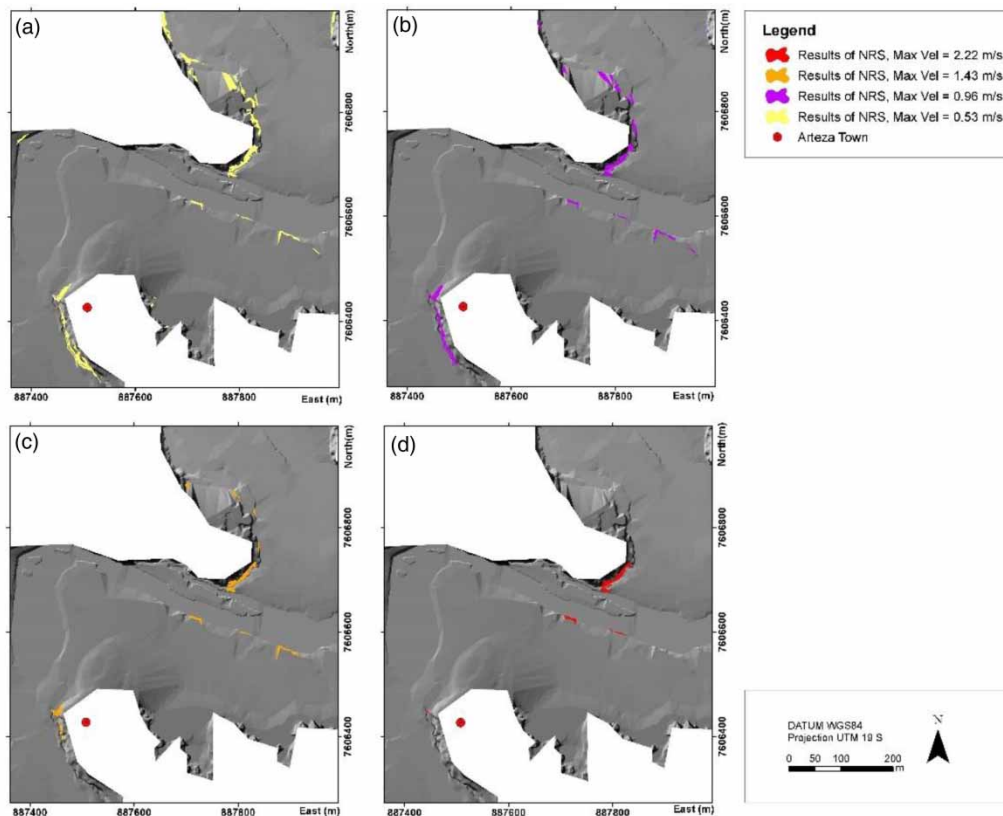 (a)
North(m)
7606800
7606600
7606400
887400 887600 887800 East (m)
(b)
North(m)
7606800
7606600
7606400
887400 887600 887800 East (m)
Legend
Results of NRS, Max Vel = 2.22 m/s
Results of NRS, Max Vel = 1.43 m/s
Results of NRS, Max Vel = 0.96 m/s
Results of NRS, Max Vel = 0.53 m/s
Arteza Town
(c)
North(m)
7606800
7606600
7606400
887400 887600 887800 East (m)
(d)
North(m)
7606800
7606600
7606400
887400 887600 887800 East (m)
DATUM WGS84
Projection UTM 19 S
N
0 50 100 200
m